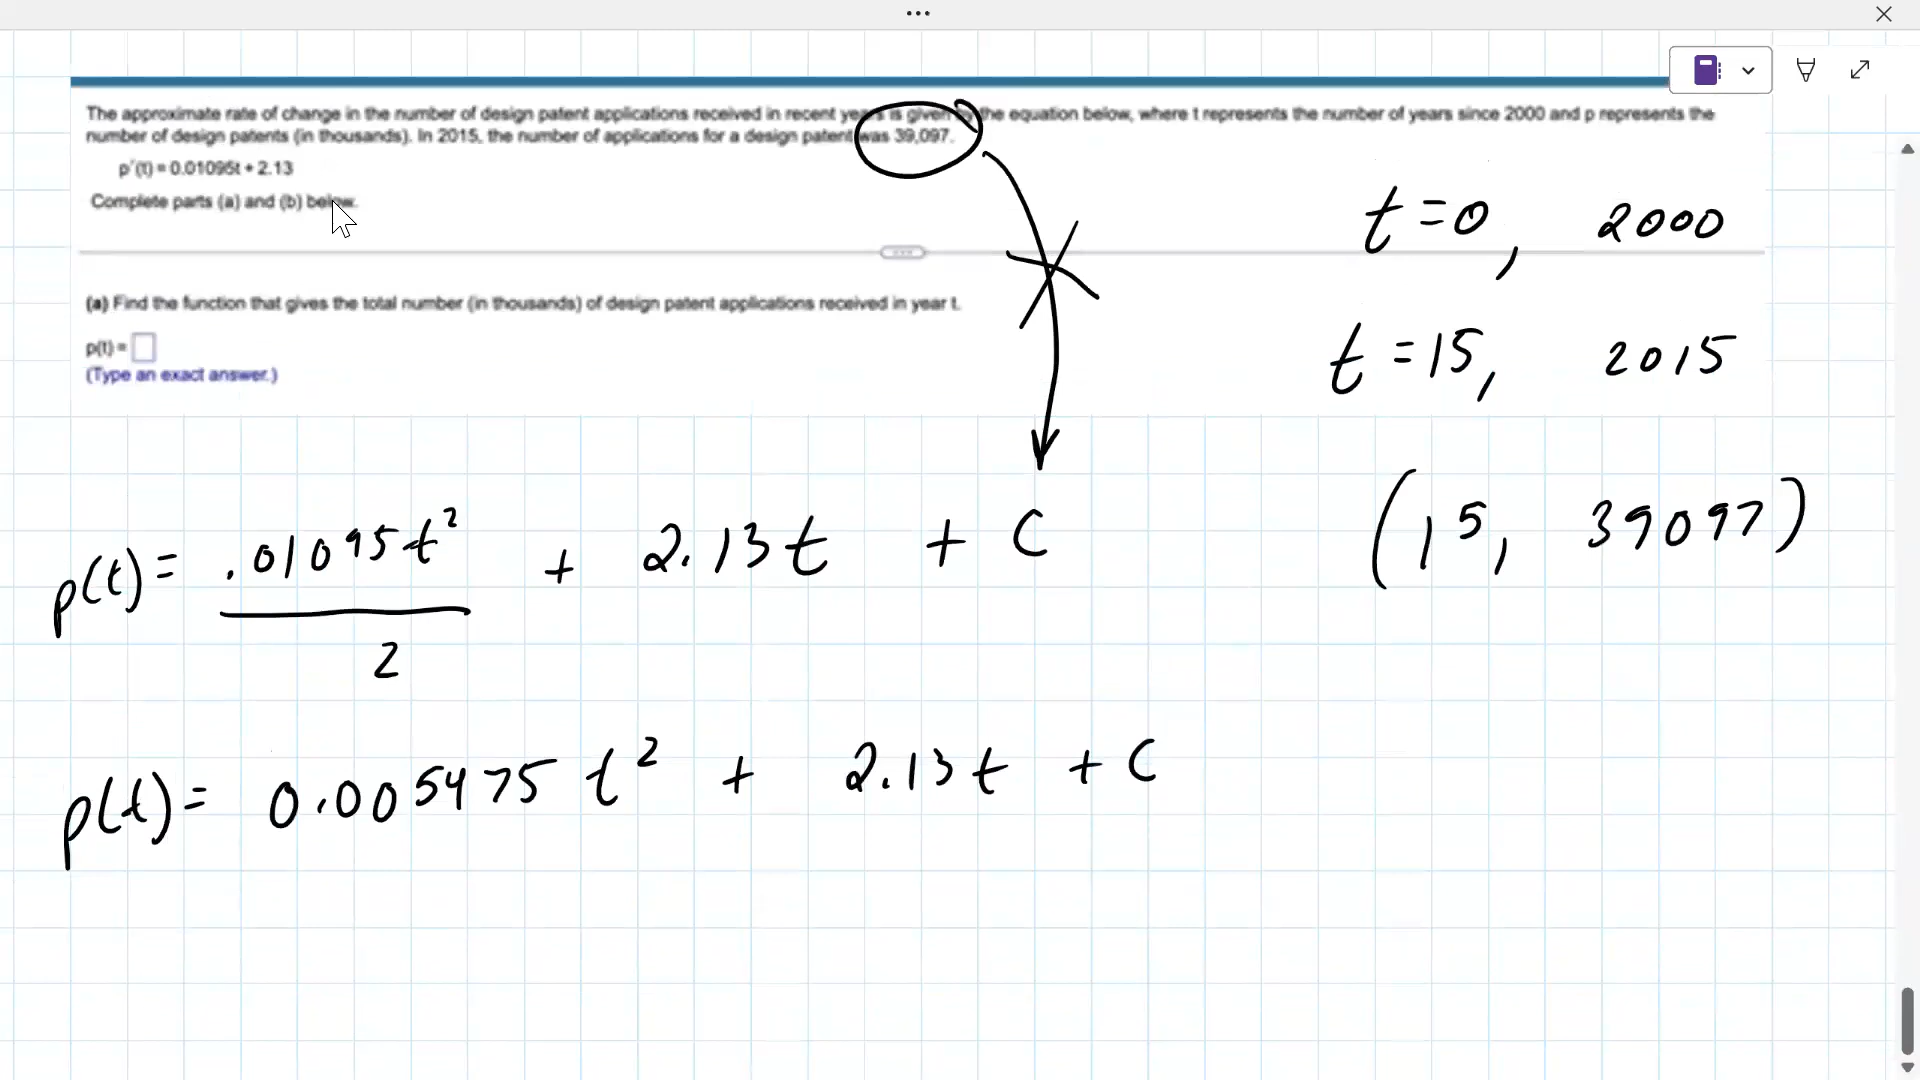 The approximate rate of change in the number of design patent applications received in recent years is given by the equation below, where t represents the number of years since 2000 and p represents the
number of design patents (in thousands). In 2015, the number of applications for a design patent was 39,097.
p'(t) = 0.01095t + 2.13
Complete parts (a) and (b) below.
t = 0, 2000
(a) Find the function that gives the total number (in thousands) of design patent applications received in year t.
t = 15, 2015
p(t) =
(Type an exact answer.)
(15, 39097)
p(t) = .01095t² + 2.13t + C
2
p(t) = 0.005475 t² + 2.13t + C